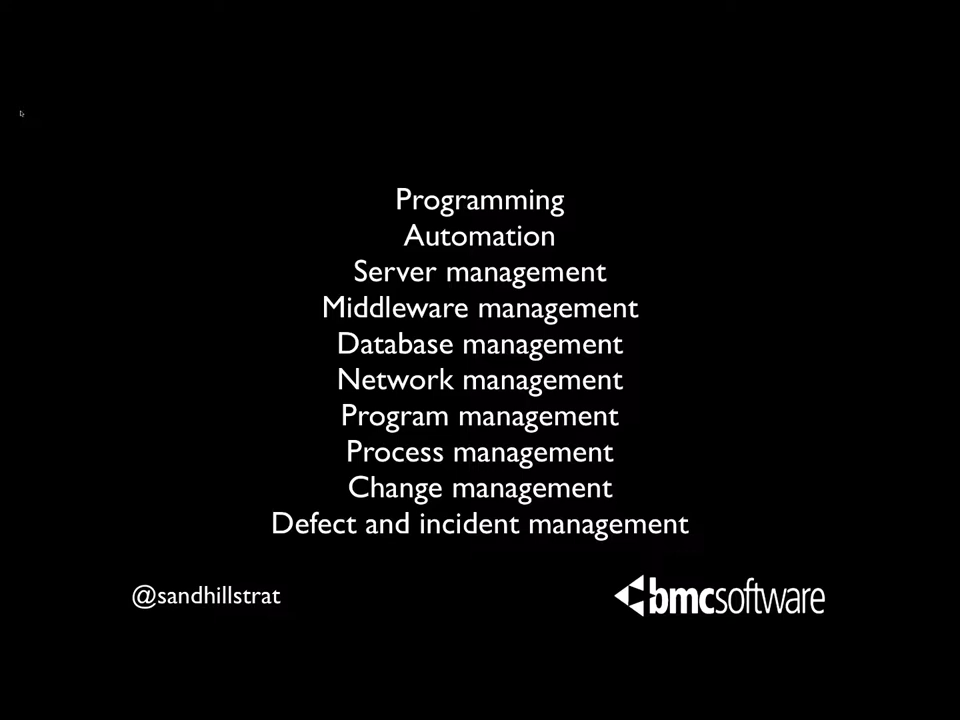 Programming
Automation
Server management
Middleware management
Database management
Network management
Program management
Process management
Change management
Defect and incident management
@sandhillstrat
bmcsoftware